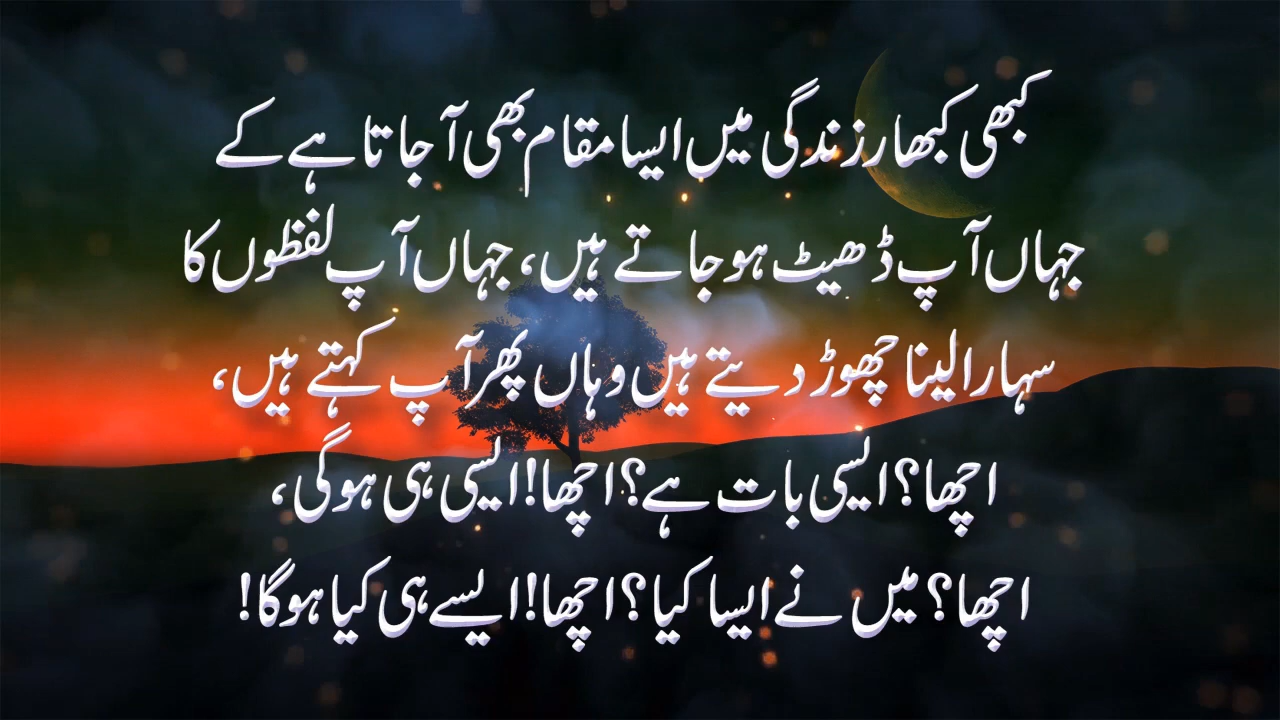 کبھی کبھار زندگی میں ایسا مقام بھی آ جاتا ہے کے
جہاں آپ ڈھیٹ ہو جاتے ہیں، جہاں آپ لفظوں کا
سہارا لینا چھوڑ دیتے ہیں وہاں پھر آپ کہتے ہیں،
اچھا؟ ایسی بات ہے؟ اچھا! ایسی ہی ہوگی،
اچھا؟ میں نے ایسا کیا؟ اچھا! ایسے ہی کیا ہوگا!